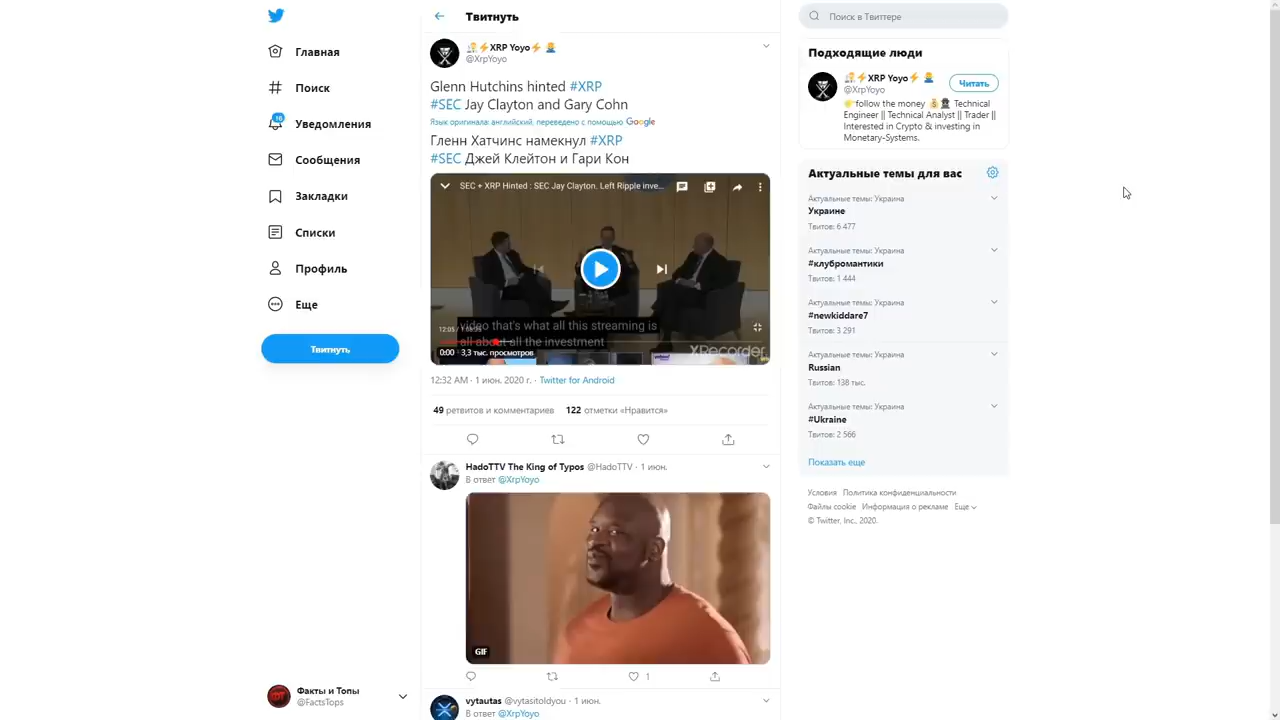 Главная
Поиск
16
Уведомления
Сообщения
Закладки
Списки
Профиль
Еще
Твитнуть
Факты и Топы
@FactsTops
Твитнуть
XRP Yoyo
@XrpYoyo
Glenn Hutchins hinted #XRP
#SEC Jay Clayton and Gary Cohn
Язык оригинала: английский, переведено с помощью Google
Гленн Хатчинс намекнул #XRP
#SEC Джей Клейтон и Гари Кон
SEC + XRP Hinted : SEC Jay Clayton. Left Ripple inve...
video that's what all this streaming is
all about all the investment
12:05
0:00 · 3,3 тыс. просмотров
XRecorder
12:32 AM · 1 июн. 2020 г. · Twitter for Android
49 ретвитов и комментариев 122 отметки «Нравится»
HadoTTV The King of Typos @HadoTTV · 1 июн.
В ответ @XrpYoyo
GIF
1
vytautas @vytasitoldyou · 1 июн.
В ответ @XrpYoyo
Поиск в Твиттере
Подходящие люди
XRP Yoyo
@XrpYoyo
Читать
follow the money Technical
Engineer || Technical Analyst || Trader ||
Interested in Crypto & investing in
Monetary-Systems.
Актуальные темы для вас
Актуальные темы: Украина
Украине
Твитов: 6 477
Актуальные темы: Украина
#клубромантики
Твитов: 1 444
Актуальные темы: Украина
#newkiddare7
Твитов: 3 291
Актуальные темы: Украина
Russian
Твитов: 138 тыс.
Актуальные темы: Украина
#Ukraine
Твитов: 2 566
Показать еще
Условия Политика конфиденциальности
Файлы cookie Информация о рекламе Еще
© Twitter, Inc., 2020.